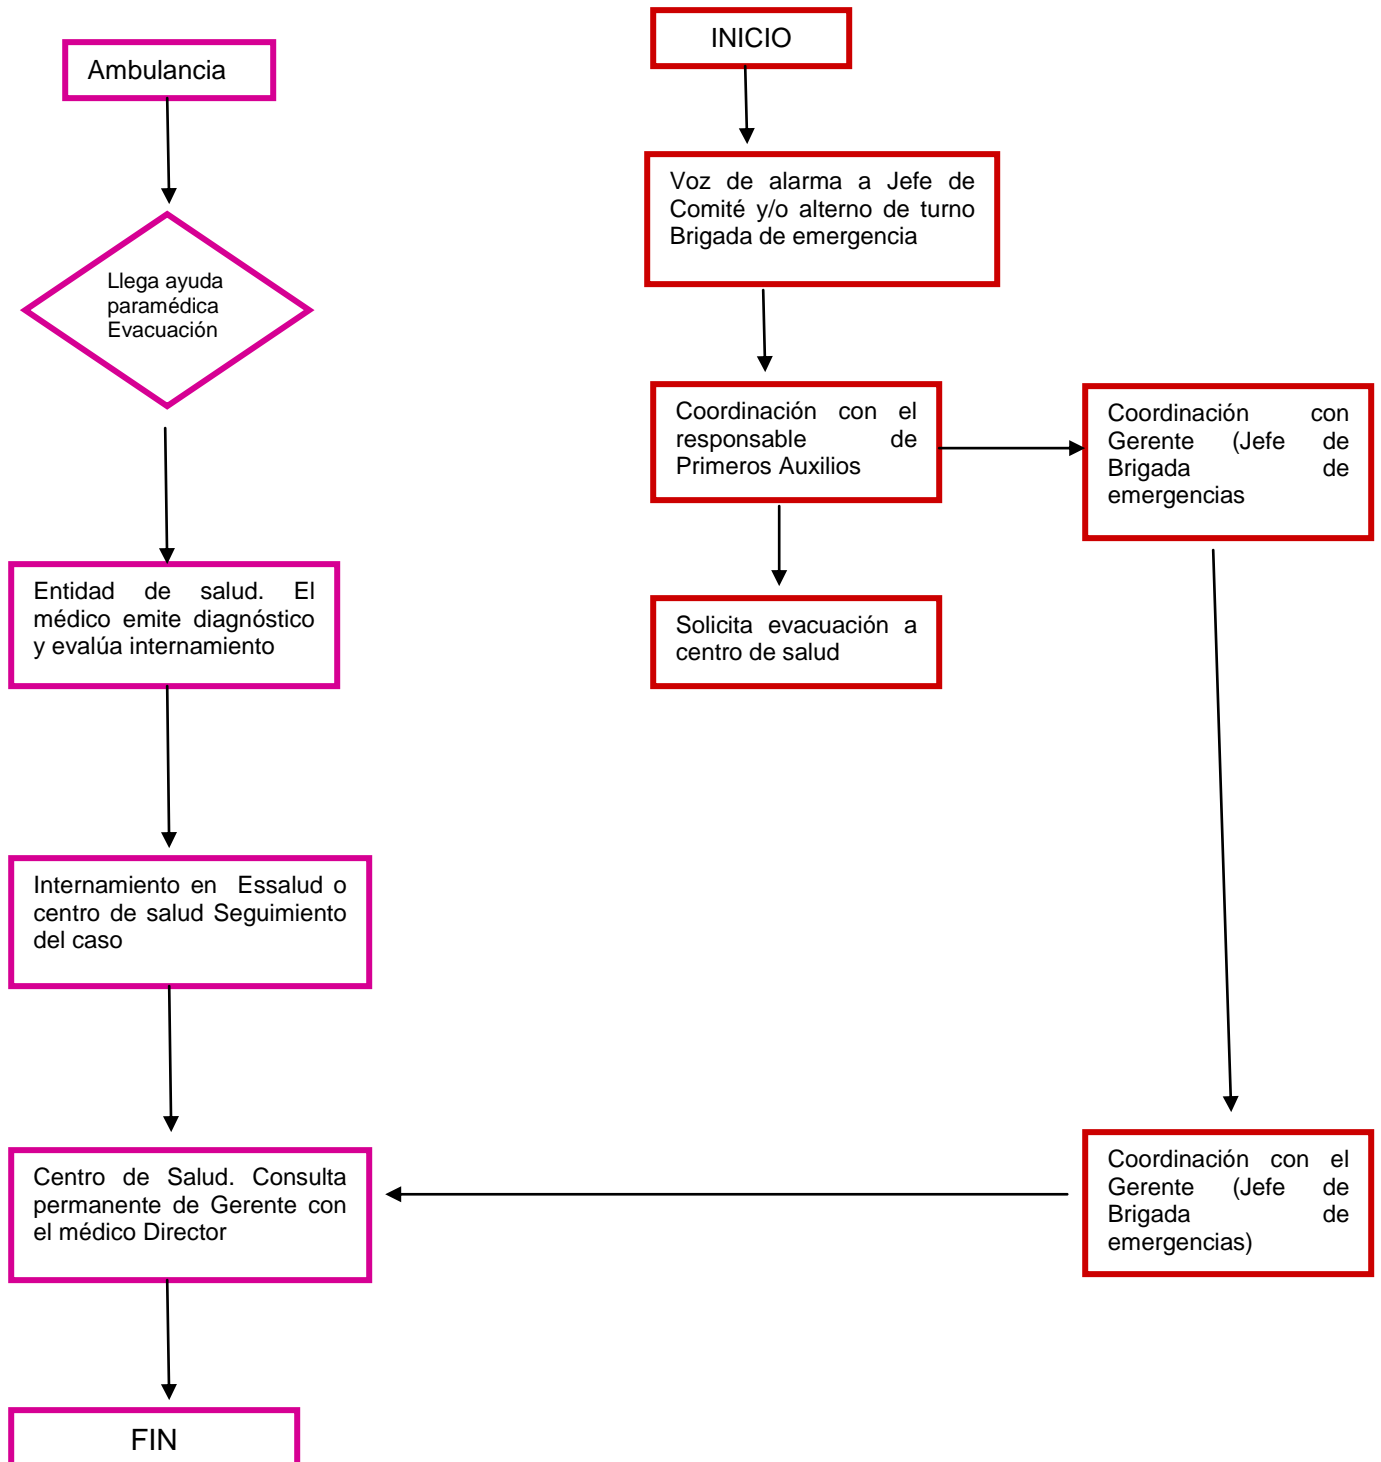 INICIO
Ambulancia
Voz de alarma a Jefe de
Comité y/o alterno de turno
Brigada de emergencia
Llega ayuda
paramédica
Evacuación
Coordinación con el
responsable de
Primeros Auxilios
Coordinación con
Gerente (Jefe de
Brigada de
emergencias
Entidad de salud. El
médico emite diagnóstico
y evalúa internamiento
Solicita evacuación a
centro de salud
Internamiento en Essalud o
centro de salud Seguimiento
del caso
Centro de Salud. Consulta
permanente de Gerente con
el médico Director
Coordinación con el
Gerente (Jefe de
Brigada de
emergencias)
FIN